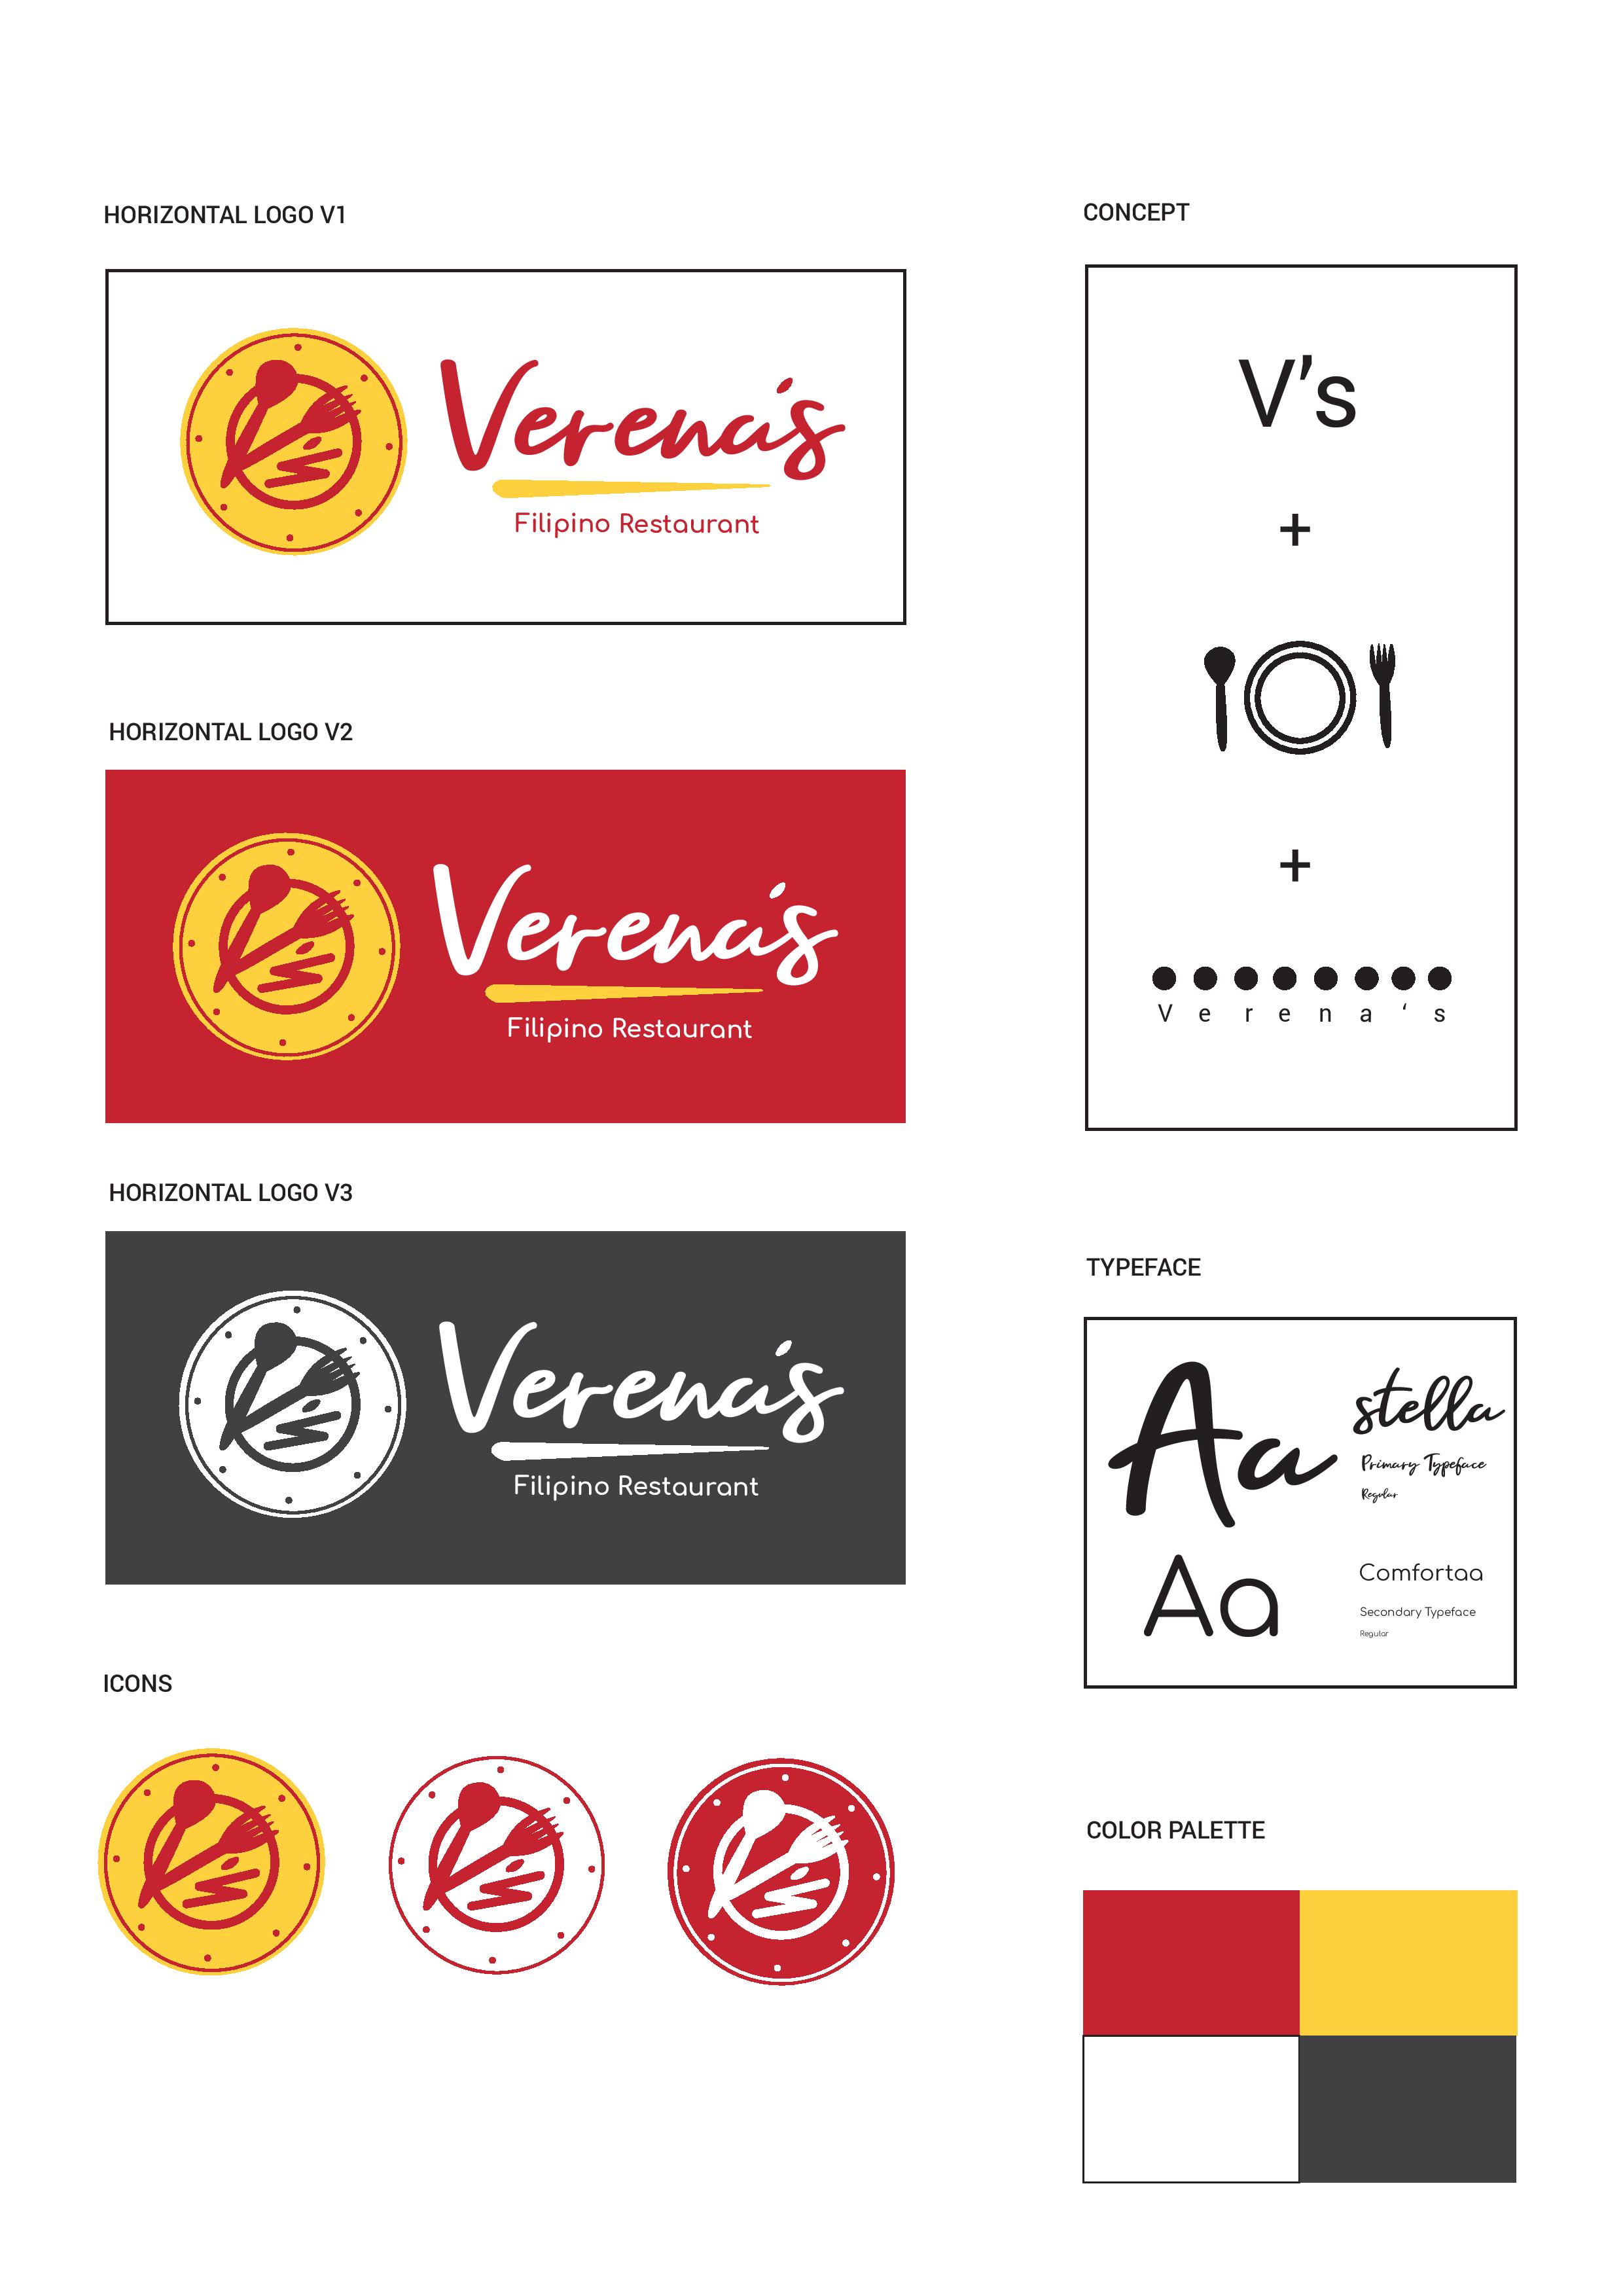 HORIZONTAL LOGO V1
Verena's
Filipino Restaurant
HORIZONTAL LOGO V2
Verena's
Filipino Restaurant
HORIZONTAL LOGO V3
Verena's
Filipino Restaurant
ICONS
CONCEPT
V's
+
+
V e r e n a ‘ s
TYPEFACE
Aa
stella
Primary Typeface
Regular
Aa
Comfortaa
Secondary Typeface
Regular
COLOR PALETTE